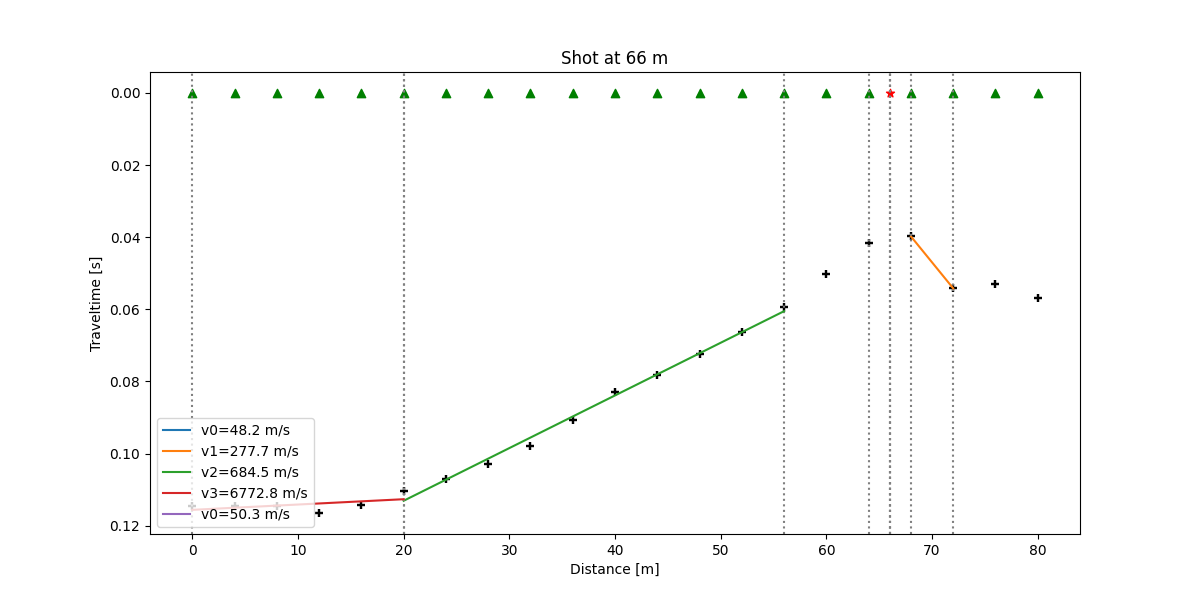 Shot at 66 m
Traveltime [s]
0.00
0.02
0.04
0.06
0.08
0.10
0.12
v0=48.2 m/s
v1=277.7 m/s
v2=684.5 m/s
v3=6772.8 m/s
v0=50.3 m/s
0 10 20 30 40 50 60 70 80
Distance [m]